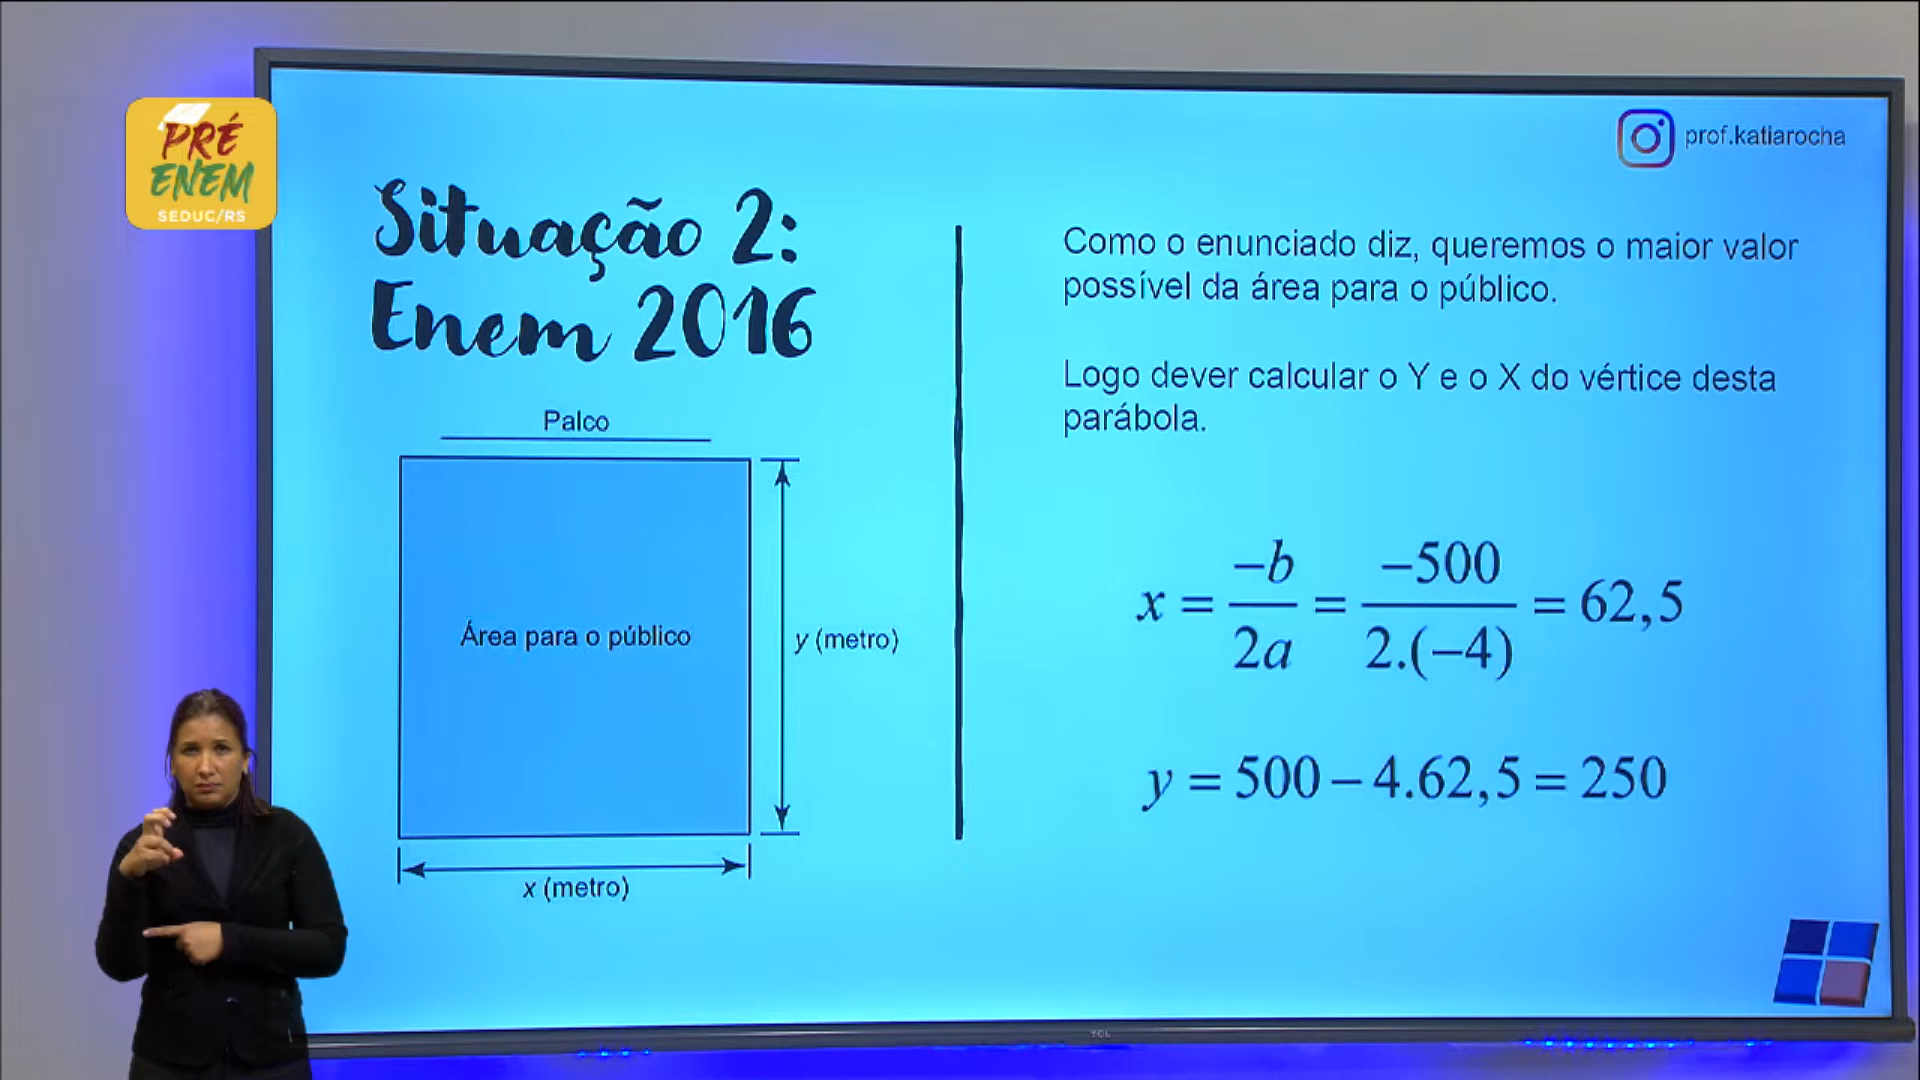 PRÉ
ENEM
SEDUC/RS
prof.katiarocha
Situação 2:
Enem 2016
Palco
Área para o público
y (metro)
x (metro)
Como o enunciado diz, queremos o maior valor
possível da área para o público.
Logo dever calcular o Y e o X do vértice desta
parábola.
x = −b/2a = −500/2.(−4) = 62,5
y = 500 − 4.62,5 = 250
TCL